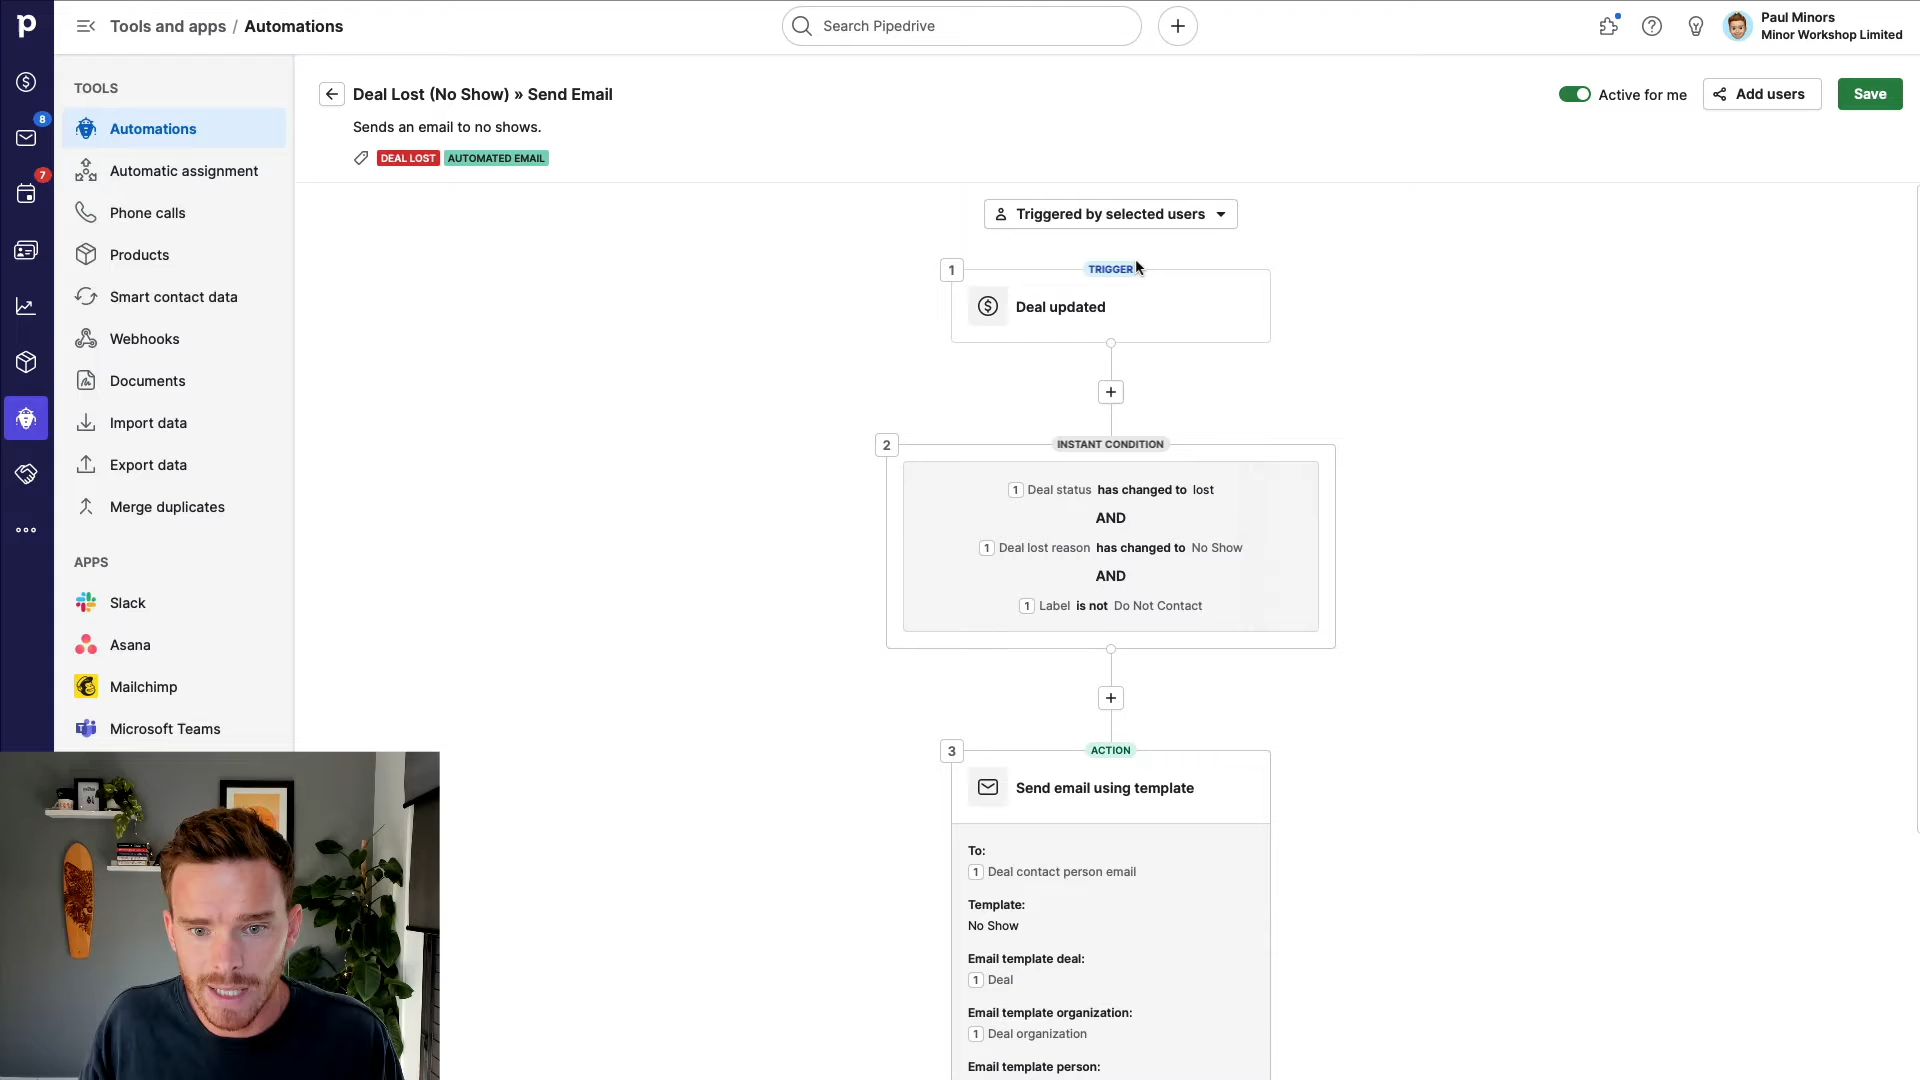 Tools and apps / Automations
Search Pipedrive
Paul Minors
Minor Workshop Limited
8
7
TOOLS
Automations
Automatic assignment
Phone calls
Products
Smart contact data
Webhooks
Documents
Import data
Export data
Merge duplicates
APPS
Slack
Asana
Mailchimp
Microsoft Teams
Deal Lost (No Show) » Send Email
Sends an email to no shows.
DEAL LOST AUTOMATED EMAIL
Active for me
Add users
Save
Triggered by selected users
1
TRIGGER
Deal updated
2
INSTANT CONDITION
1 Deal status has changed to lost
AND
1 Deal lost reason has changed to No Show
AND
1 Label is not Do Not Contact
3
ACTION
Send email using template
To:
1 Deal contact person email
Template:
No Show
Email template deal:
1 Deal
Email template organization:
1 Deal organization
Email template person: